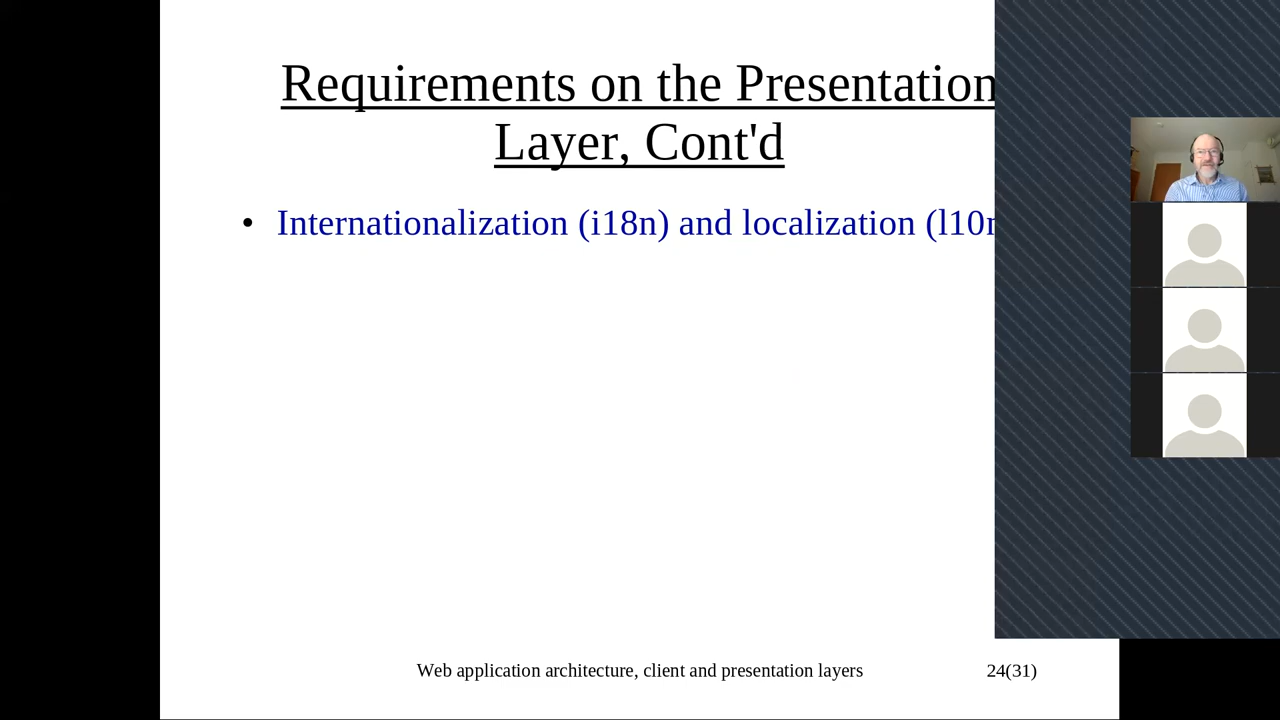 Requirements on the Presentation
Layer, Cont'd
• Internationalization (i18n) and localization
Web application architecture, client and presentation layers
24(31)